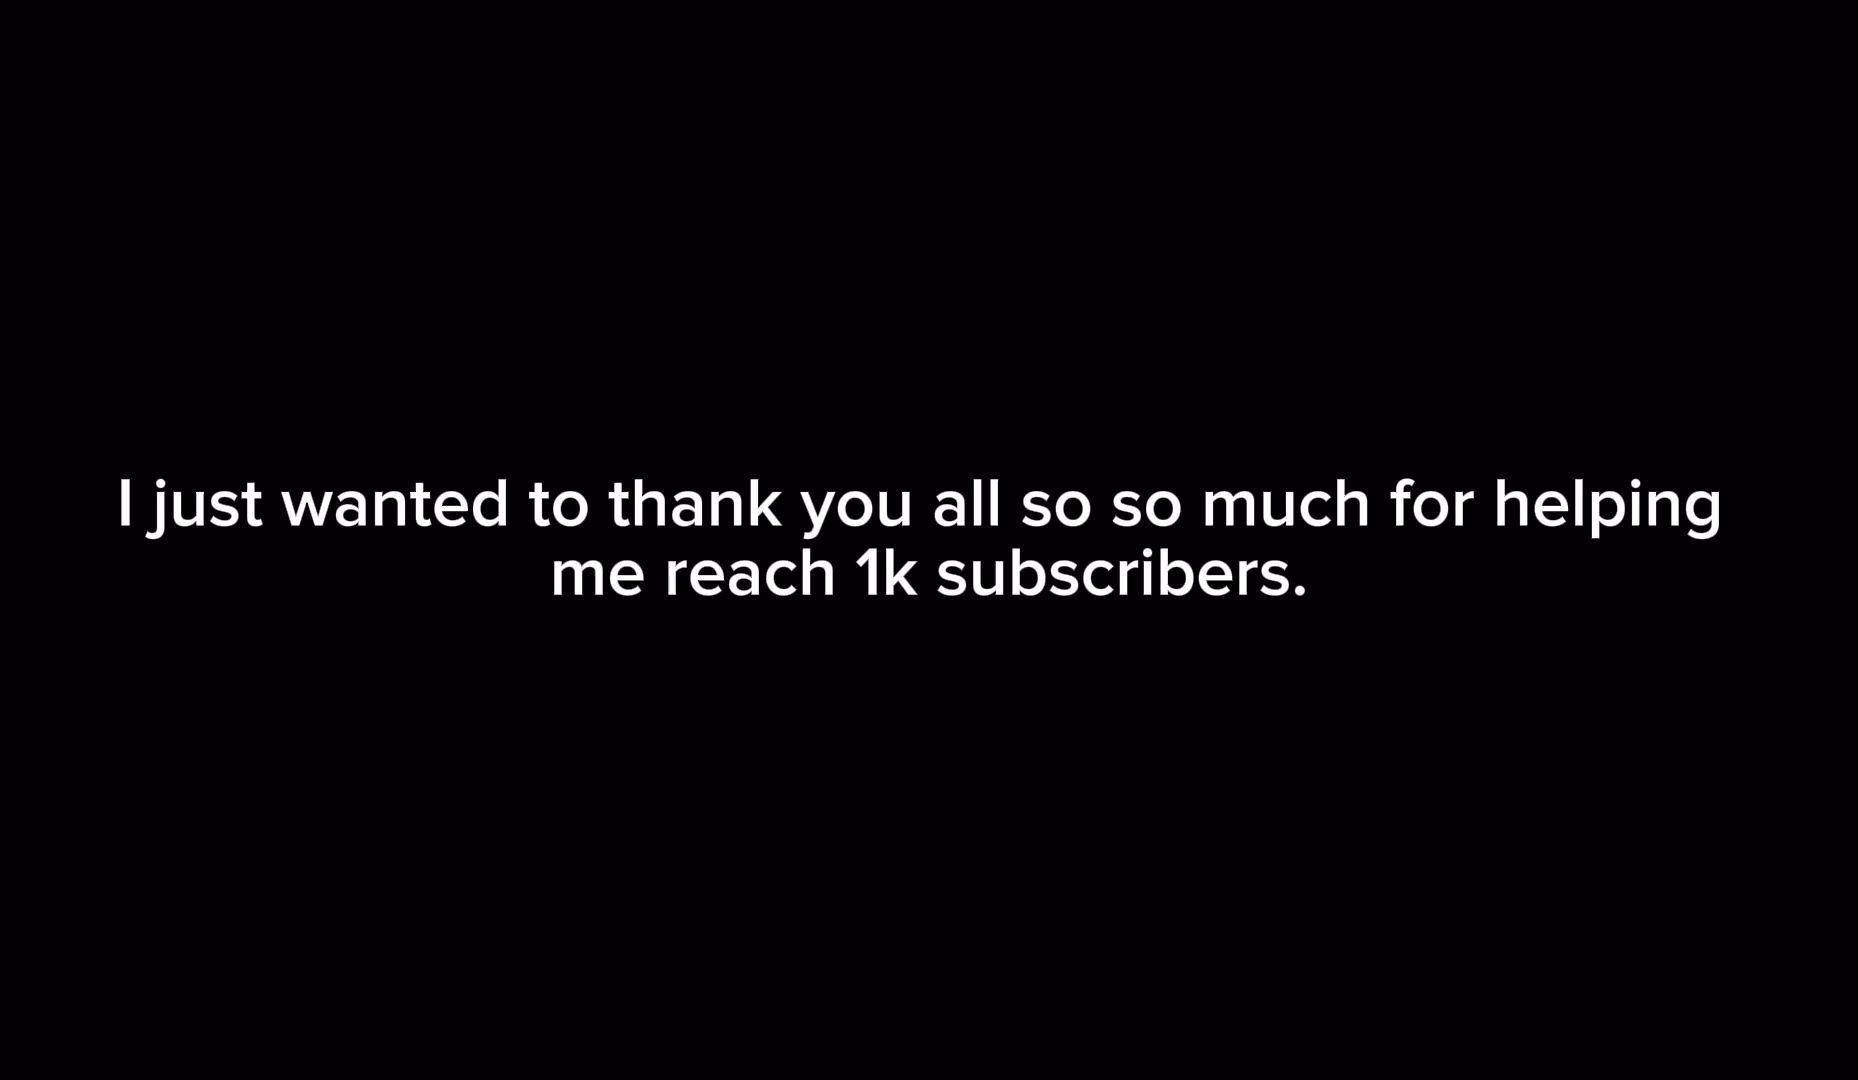 I just wanted to thank you all so so much for helping
me reach 1k subscribers.